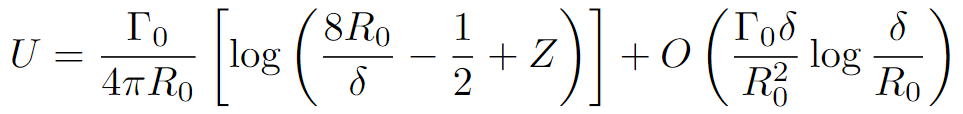 U = \frac{\Gamma_0}{4\pi R_0} \left[ \log \left( \frac{8R_0}{\delta} - \frac{1}{2} + Z \right) \right] + O \left( \frac{\Gamma_0 \delta}{R_0^2} \log \frac{\delta}{R_0} \right)